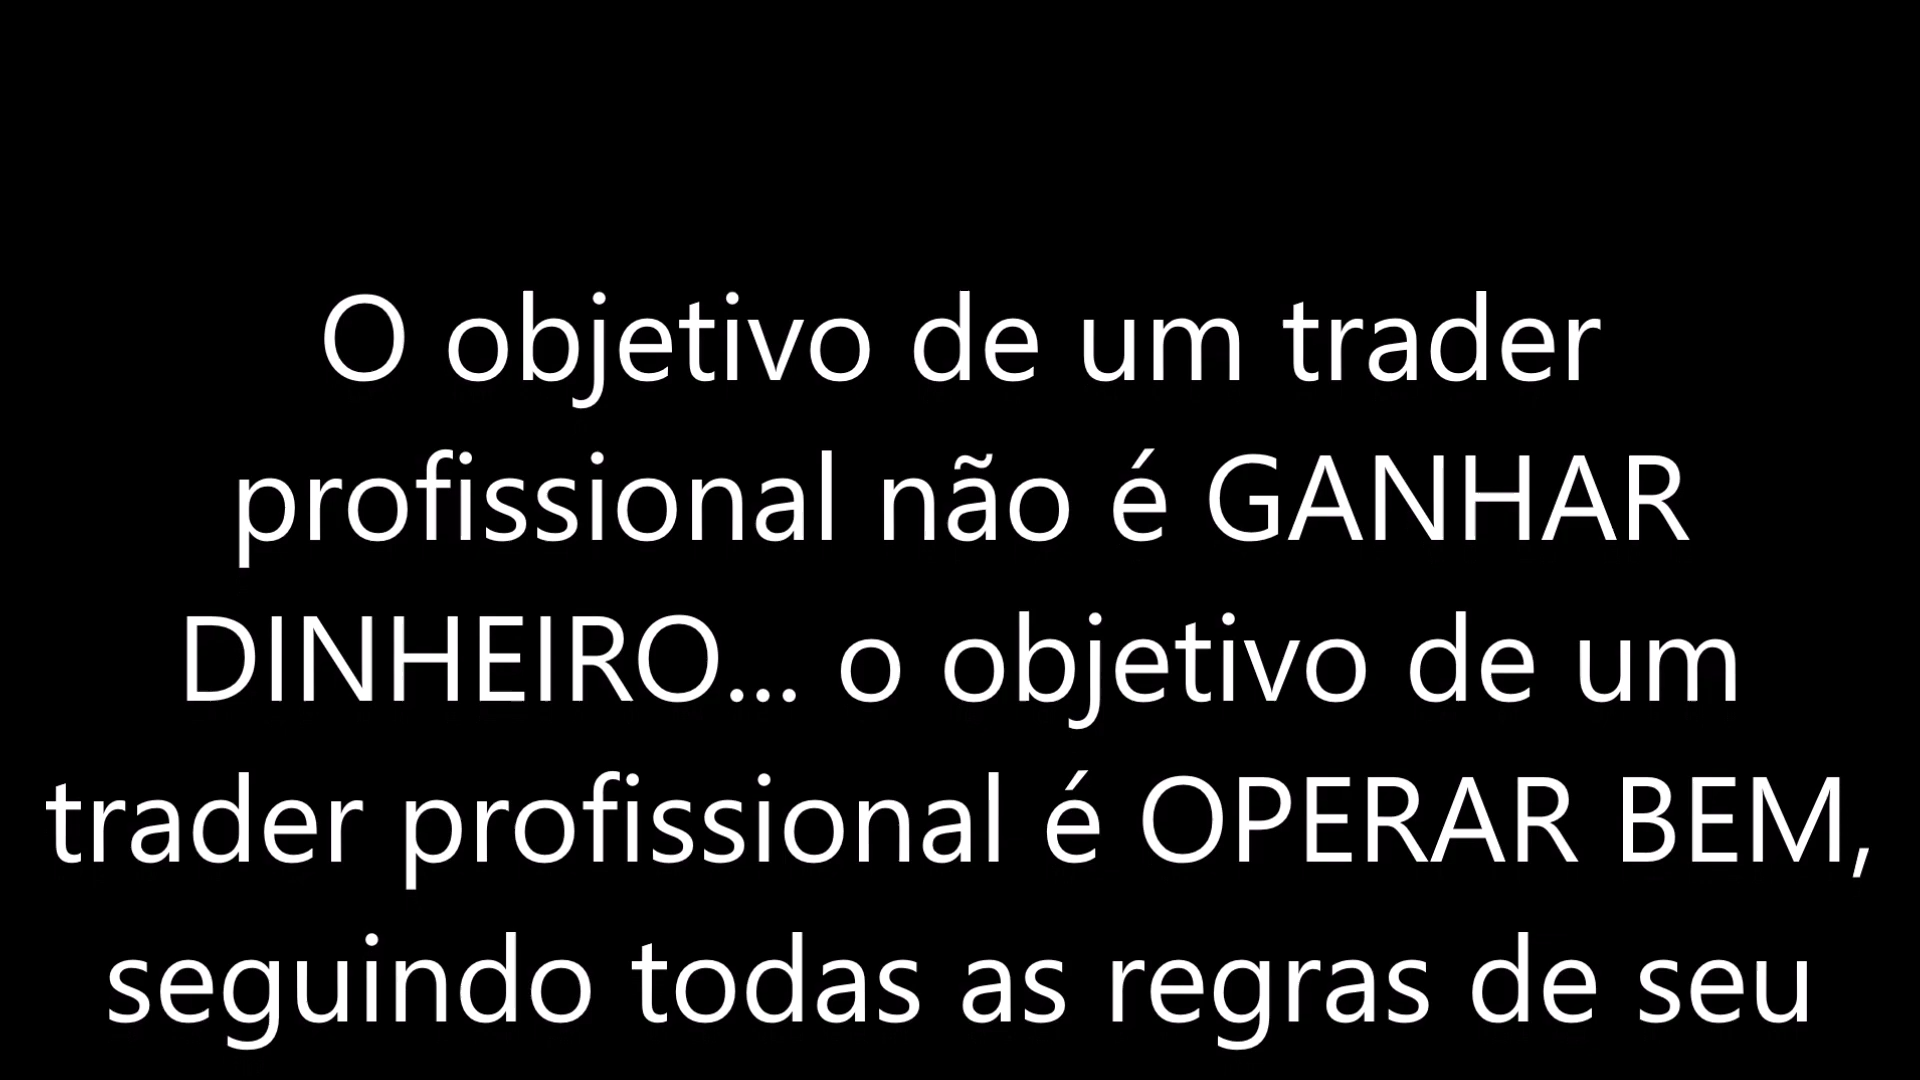 O objetivo de um trader
profissional não é GANHAR
DINHEIRO... o objetivo de um
trader profissional é OPERAR BEM,
seguindo todas as regras de seu